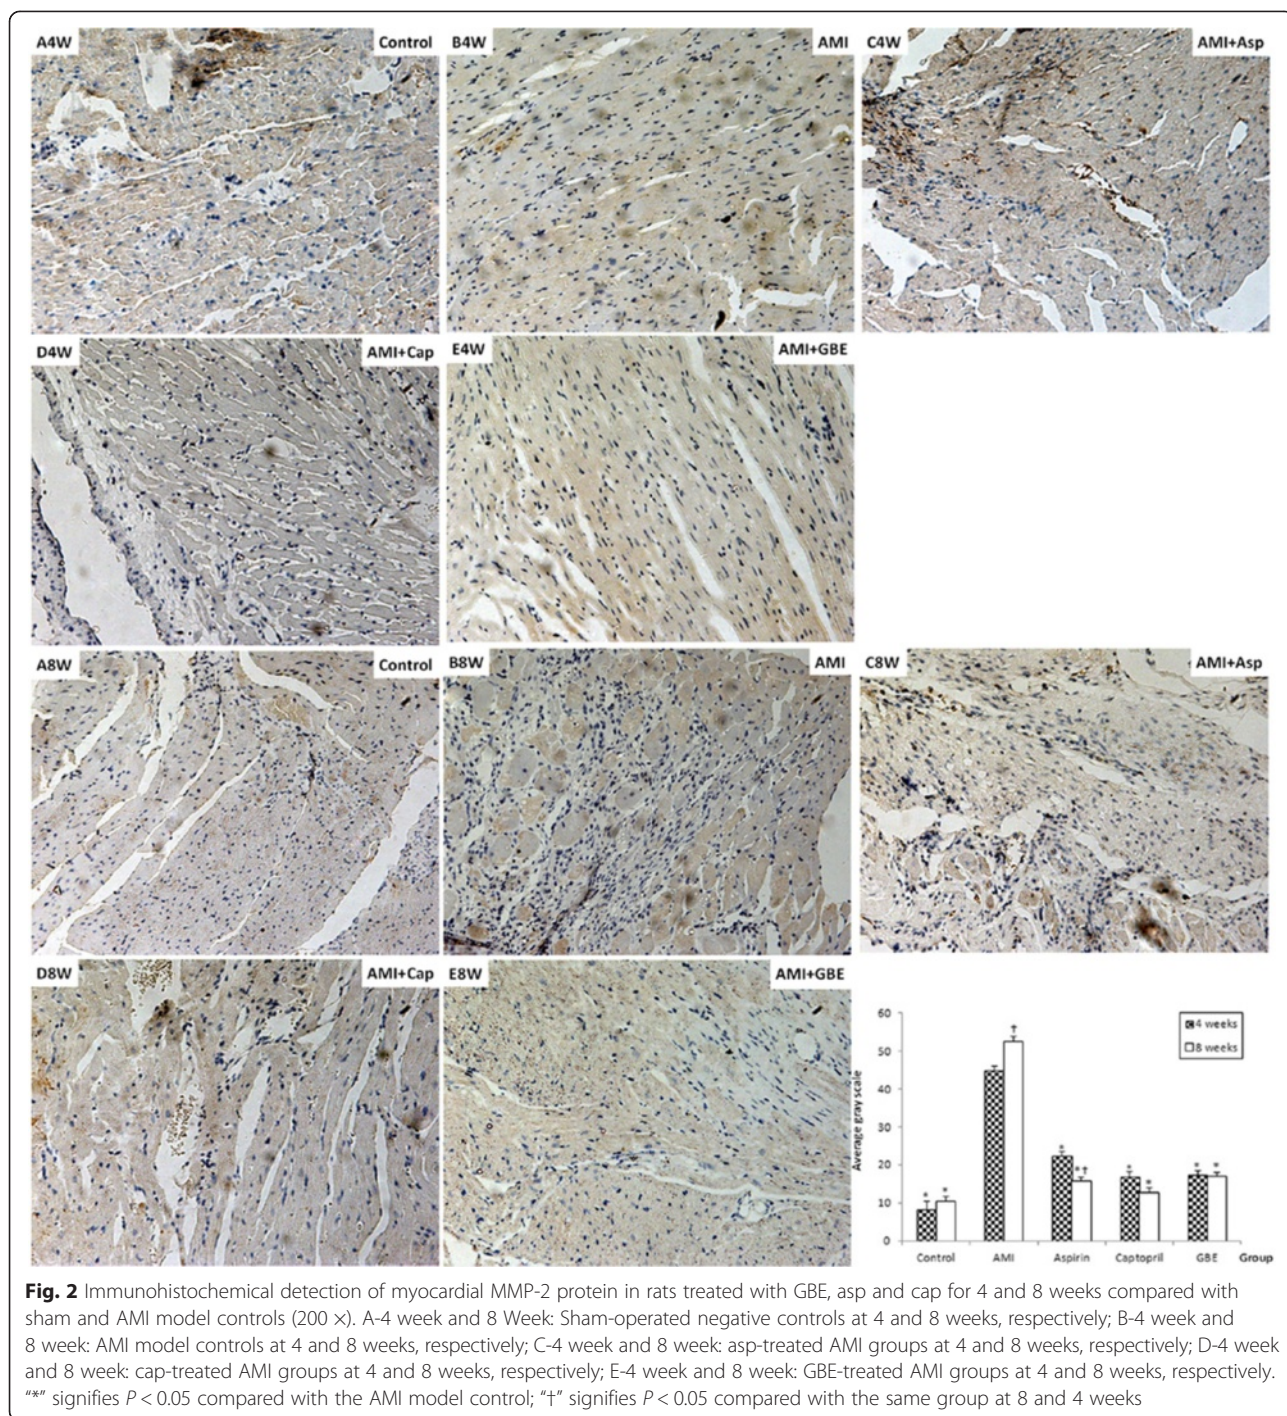 A4W Control
B4W AMI
C4W AMI+Asp
D4W AMI+Cap
E4W AMI+GBE
A8W Control
B8W AMI
C8W AMI+Asp
D8W AMI+Cap
E8W AMI+GBE
60
50
40
30
20
10
0
Average gray scale
4 weeks
8 weeks
†
*
*
*
*†
*
*
*
*
Control AMI Aspirin Captopril GBE Group
Fig. 2 Immunohistochemical detection of myocardial MMP-2 protein in rats treated with GBE, asp and cap for 4 and 8 weeks compared with
sham and AMI model controls (200 ×). A-4 week and 8 Week: Sham-operated negative controls at 4 and 8 weeks, respectively; B-4 week and
8 week: AMI model controls at 4 and 8 weeks, respectively; C-4 week and 8 week: asp-treated AMI groups at 4 and 8 weeks, respectively; D-4 week
and 8 week: cap-treated AMI groups at 4 and 8 weeks, respectively; E-4 week and 8 week: GBE-treated AMI groups at 4 and 8 weeks, respectively.
“*” signifies P < 0.05 compared with the AMI model control; “†” signifies P < 0.05 compared with the same group at 8 and 4 weeks